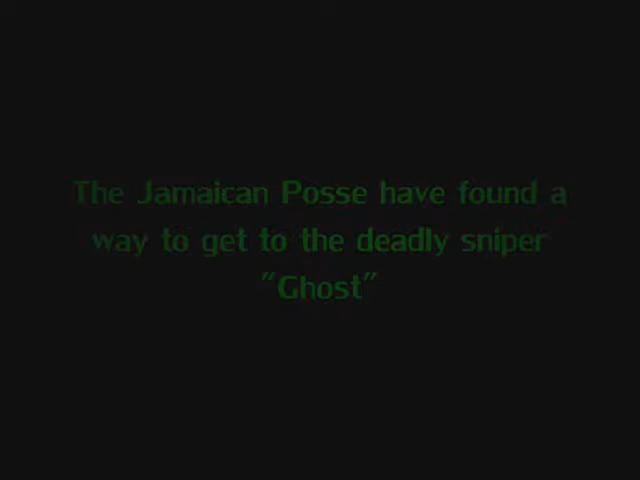 The Jamaican Posse have found a
way to get to the deadly sniper
"Ghost"